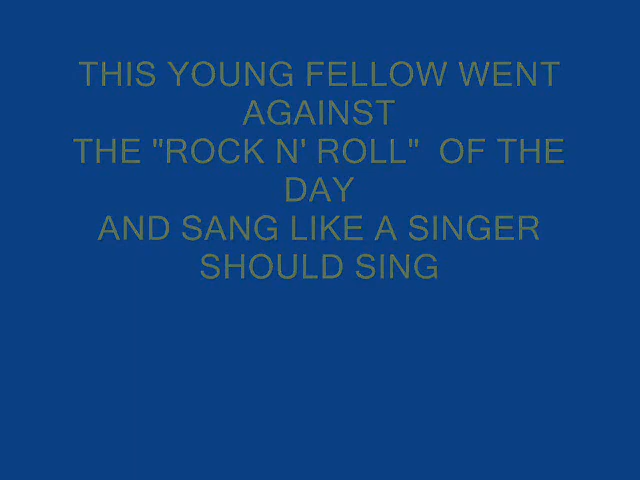 THIS YOUNG FELLOW WENT
AGAINST
THE "ROCK N' ROLL"  OF THE
DAY
AND SANG LIKE A SINGER
SHOULD SING